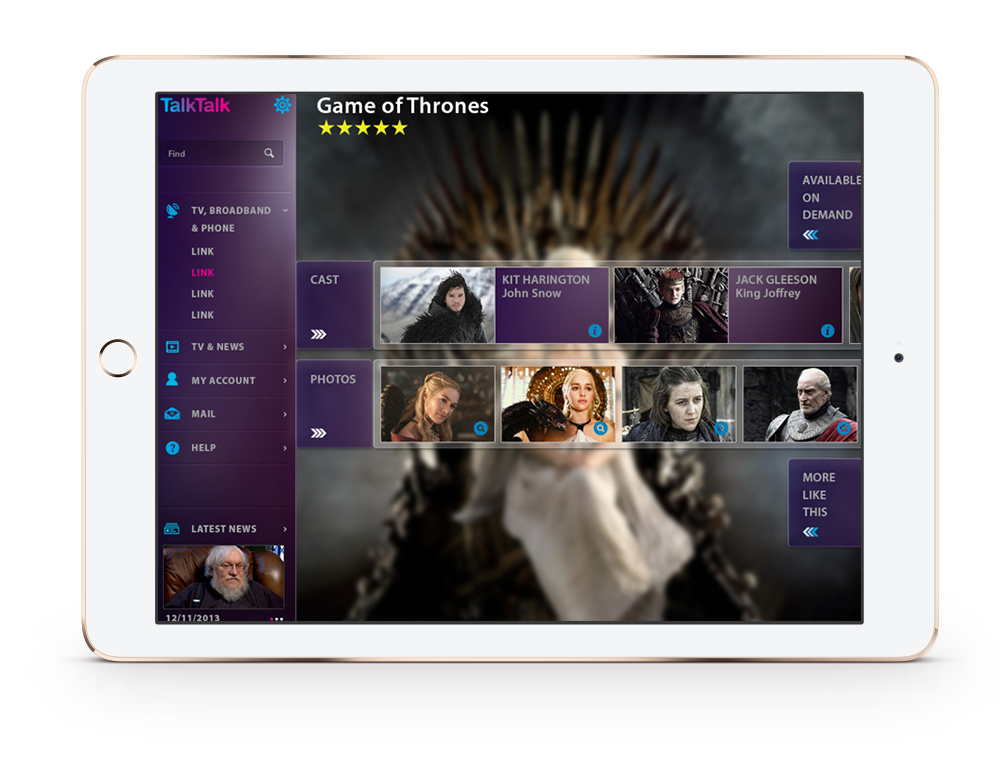 TalkTalk
Find
TV, BROADBAND
& PHONE
LINK
LINK
LINK
LINK
TV & NEWS
MY ACCOUNT
MAIL
? HELP
LATEST NEWS
12/11/2013
Game of Thrones
AVAILABLE
ON
DEMAND
CAST
KIT HARINGTON
John Snow
i
JACK GLEESON
King Joffrey
i
PHOTOS
MORE
LIKE
THIS